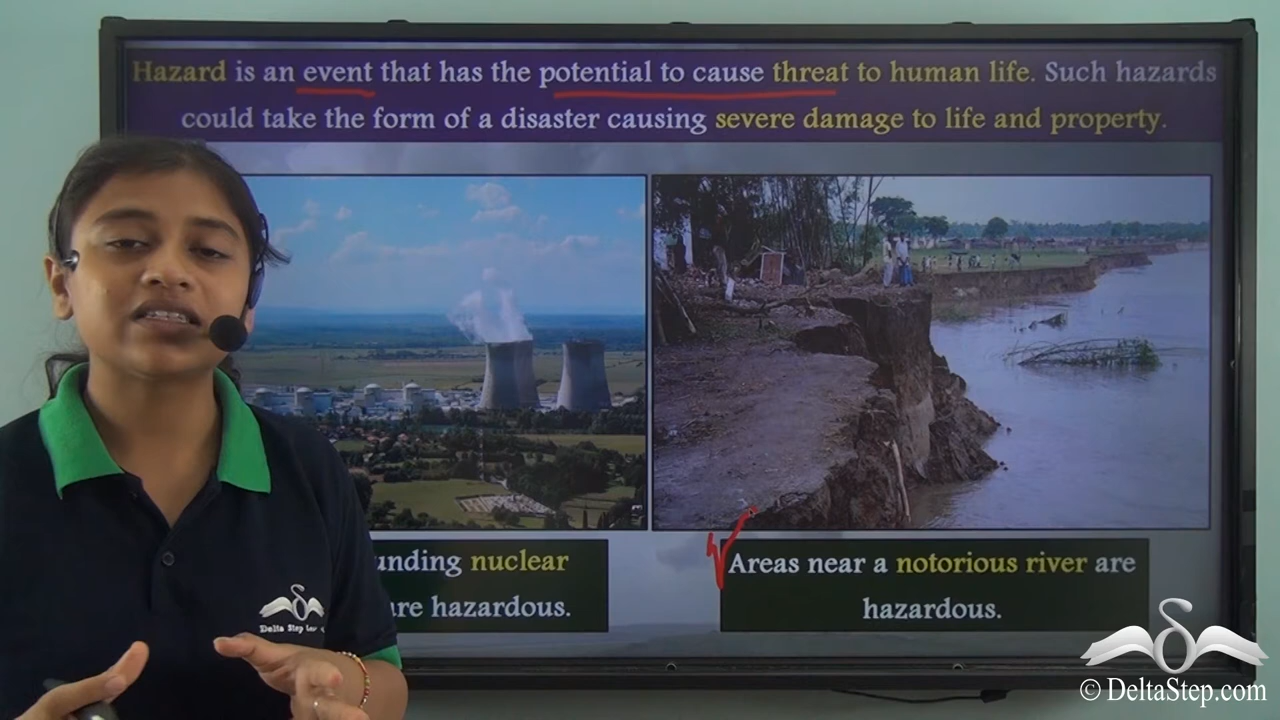 Hazard is an event that has the potential to cause threat to human life. Such hazards
could take the form of a disaster causing severe damage to life and property.
nuclear
are hazardous.
Areas near a notorious river are
hazardous.
Delta Step
© DeltaStep.com